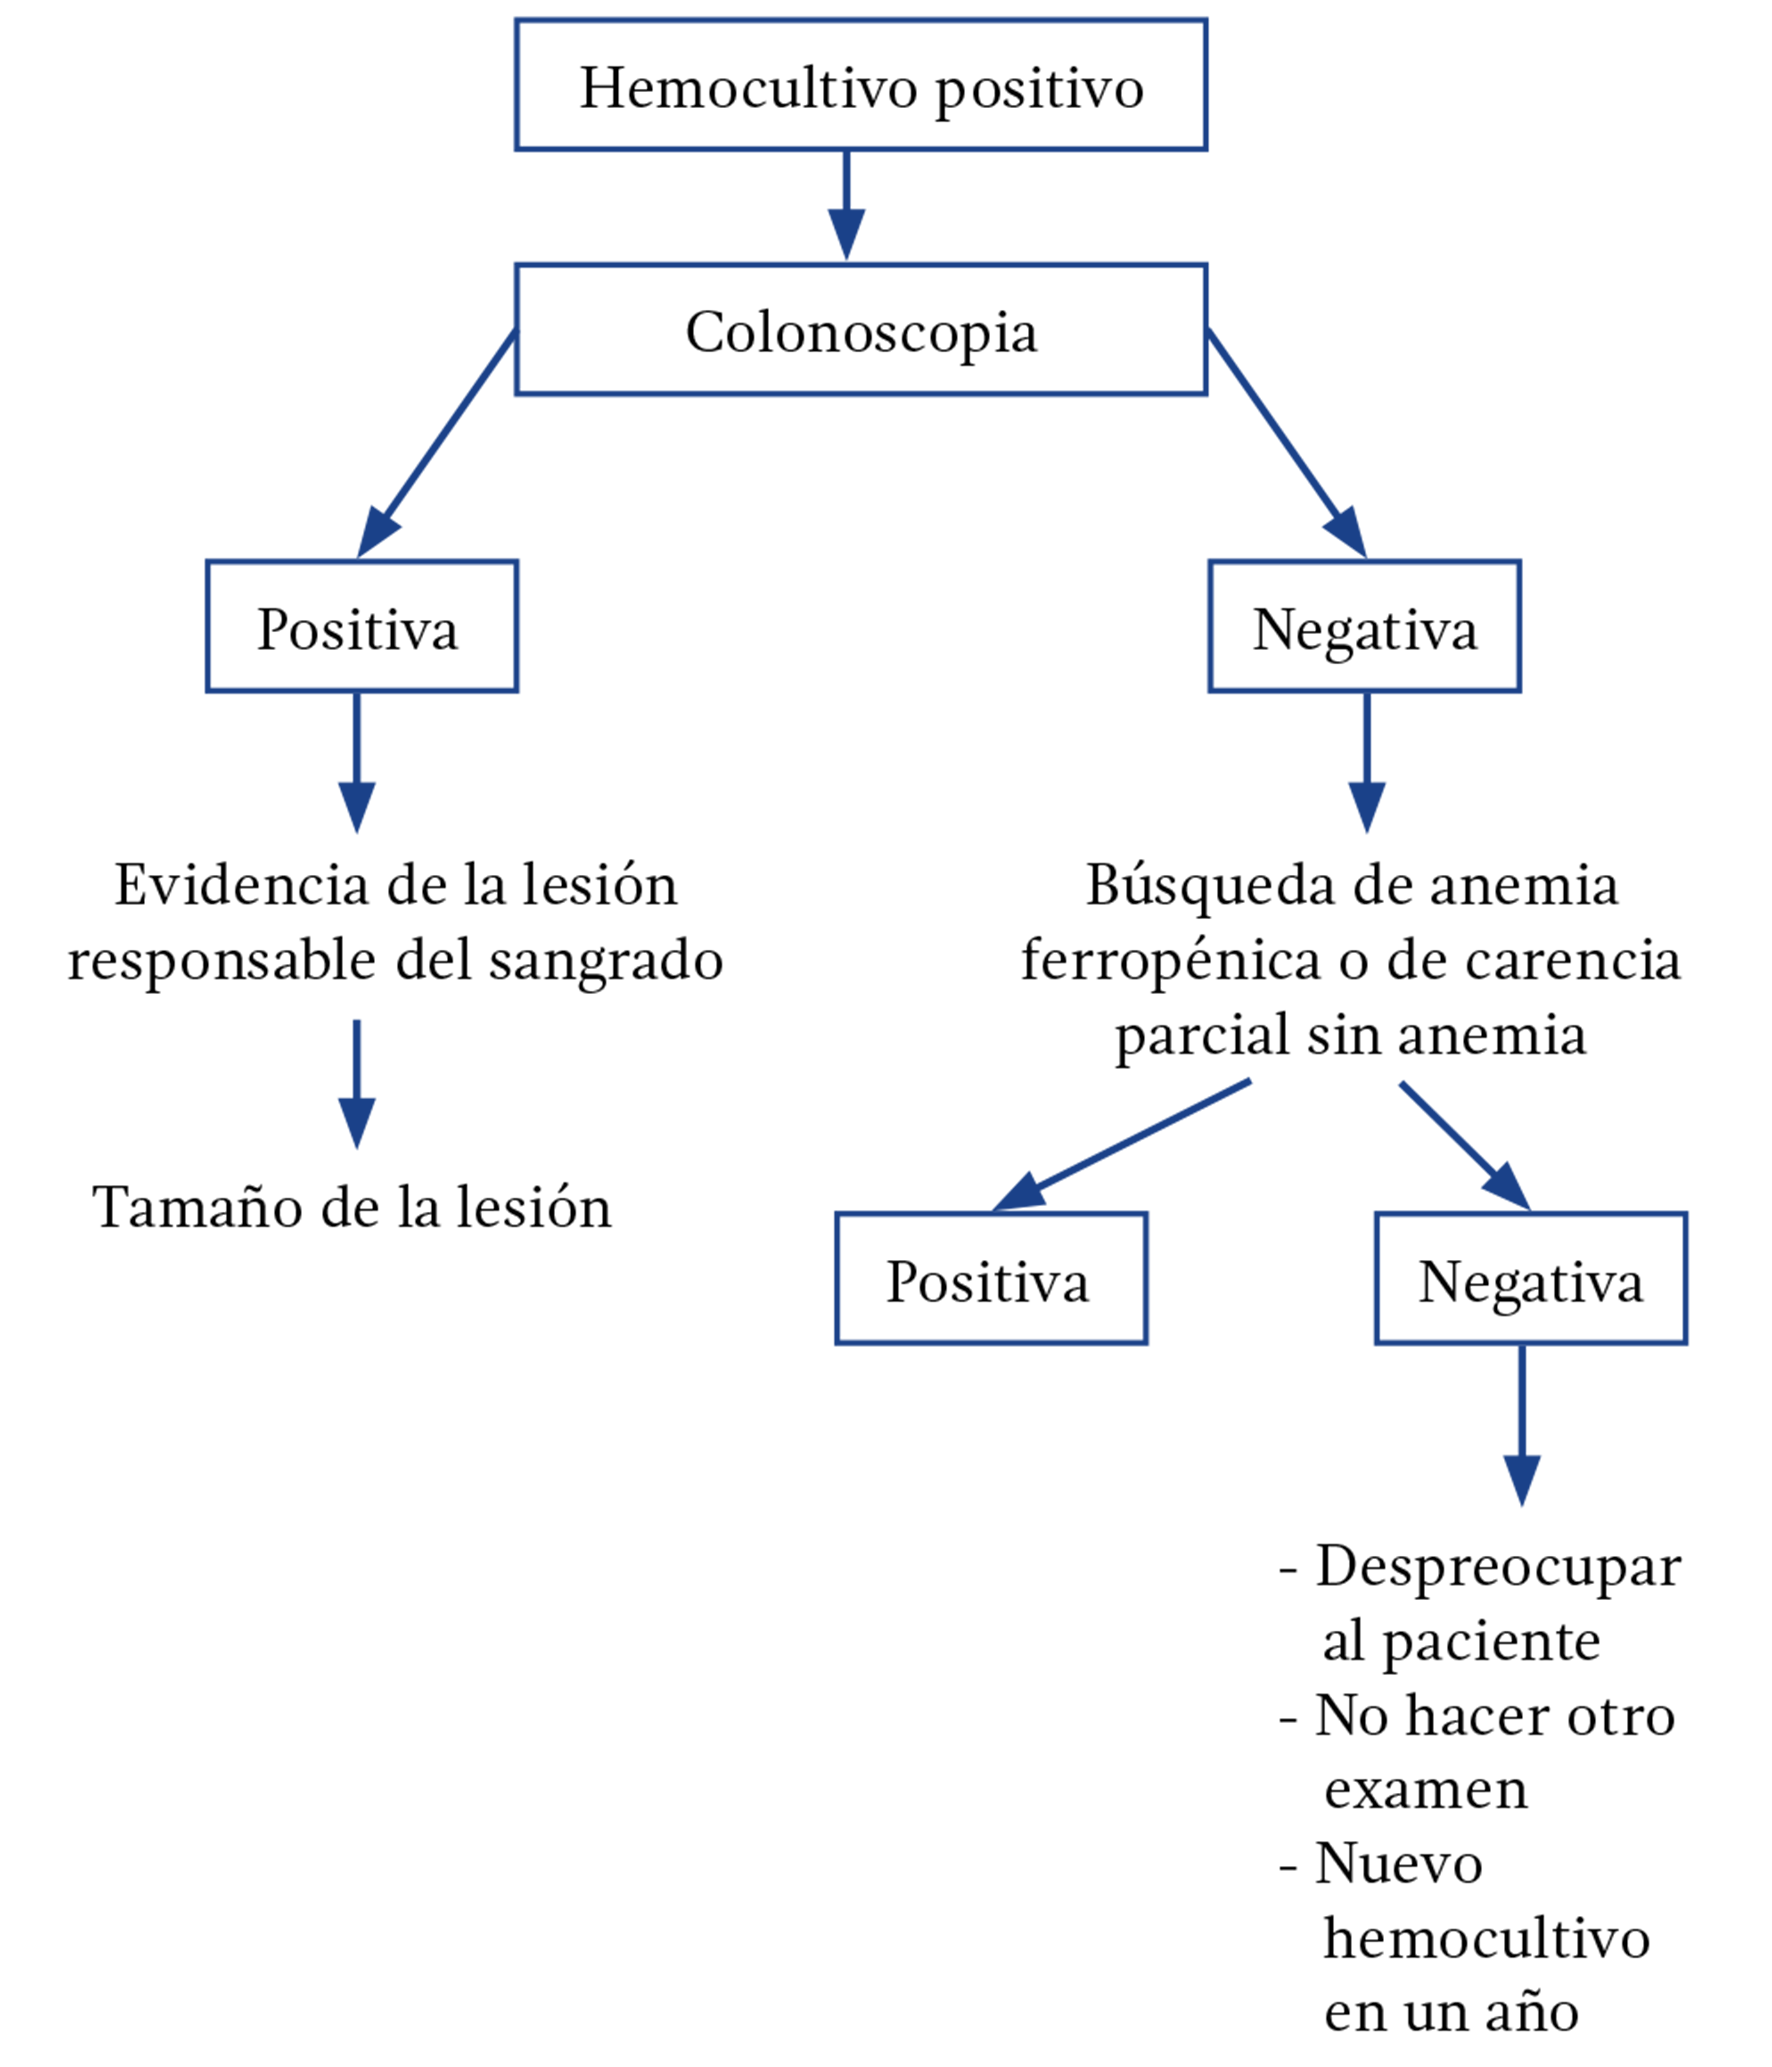 Hemocultivo positivo
Colonoscopia
Positiva
Negativa
Evidencia de la lesión
responsable del sangrado
Tamaño de la lesión
Búsqueda de anemia
ferropénica o de carencia
parcial sin anemia
Positiva
Negativa
- Despreocupar
al paciente
- No hacer otro
examen
- Nuevo
hemocultivo
en un año